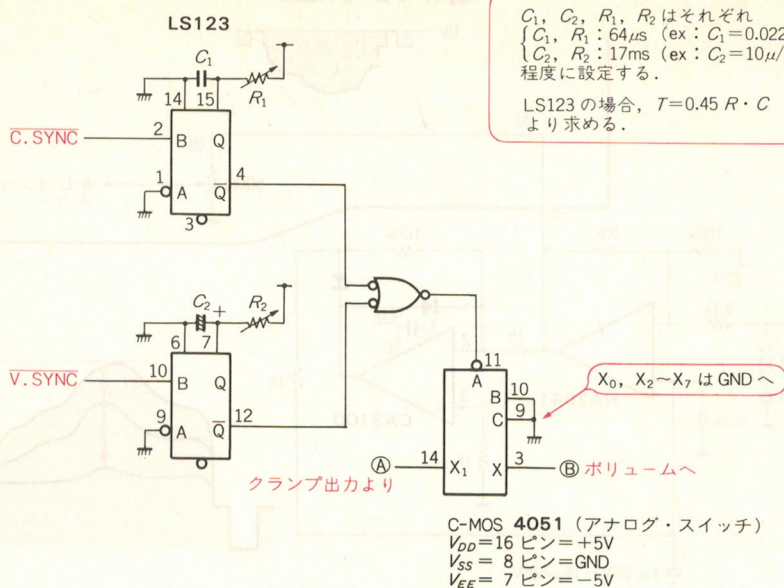 LS123
C1
14 15
R1
C.SYNC
2
B Q
1
A Q
4
3
C2 +
R2
6 7
V.SYNC
10
B Q
9
A Q
12
11
A
B 10
C 9
Ⓐ 14 X1 X 3 Ⓑ ボリュームへ
クランプ出力より
X0, X2~X7 はGND へ
C-MOS 4051 (アナログ・スイッチ)
VDD=16 ピン=+5V
VSS= 8 ピン=GND
VEE= 7 ピン=−5V
C1, C2, R1, R2 はそれぞれ
C1, R1:64μs (ex:C1=0.022
C2, R2:17ms (ex:C2=10μ/
程度に設定する.
LS123 の場合, T=0.45 R・C
より求める.